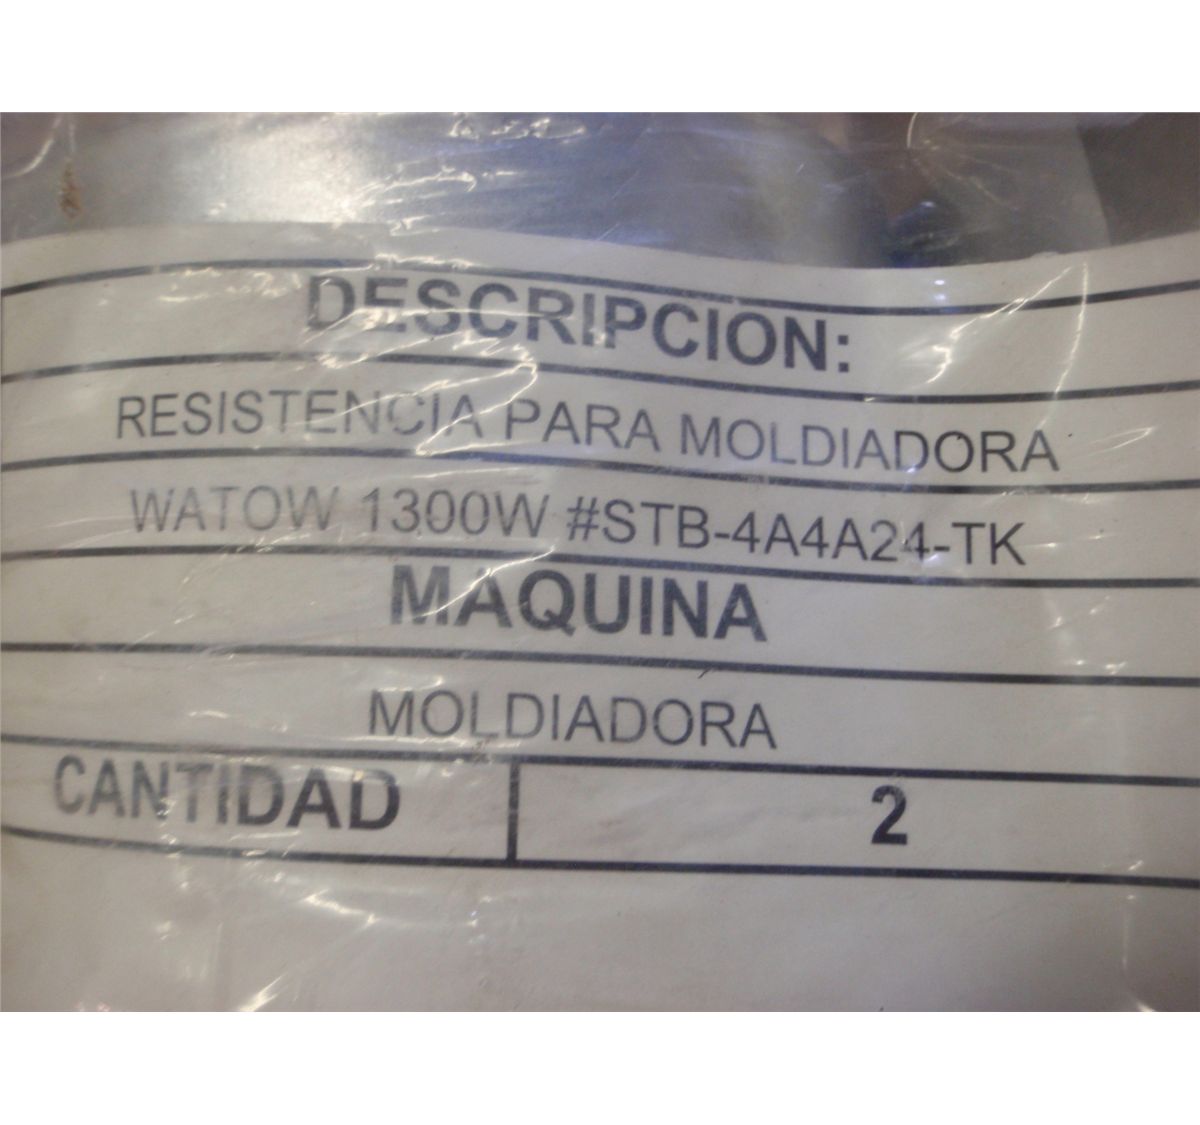 DESCRIPCION:
RESISTENCIA PARA MOLDIADORA
WATOW 1300W #STB-4A4A24-TK
MAQUINA
MOLDIADORA
CANTIDAD 2